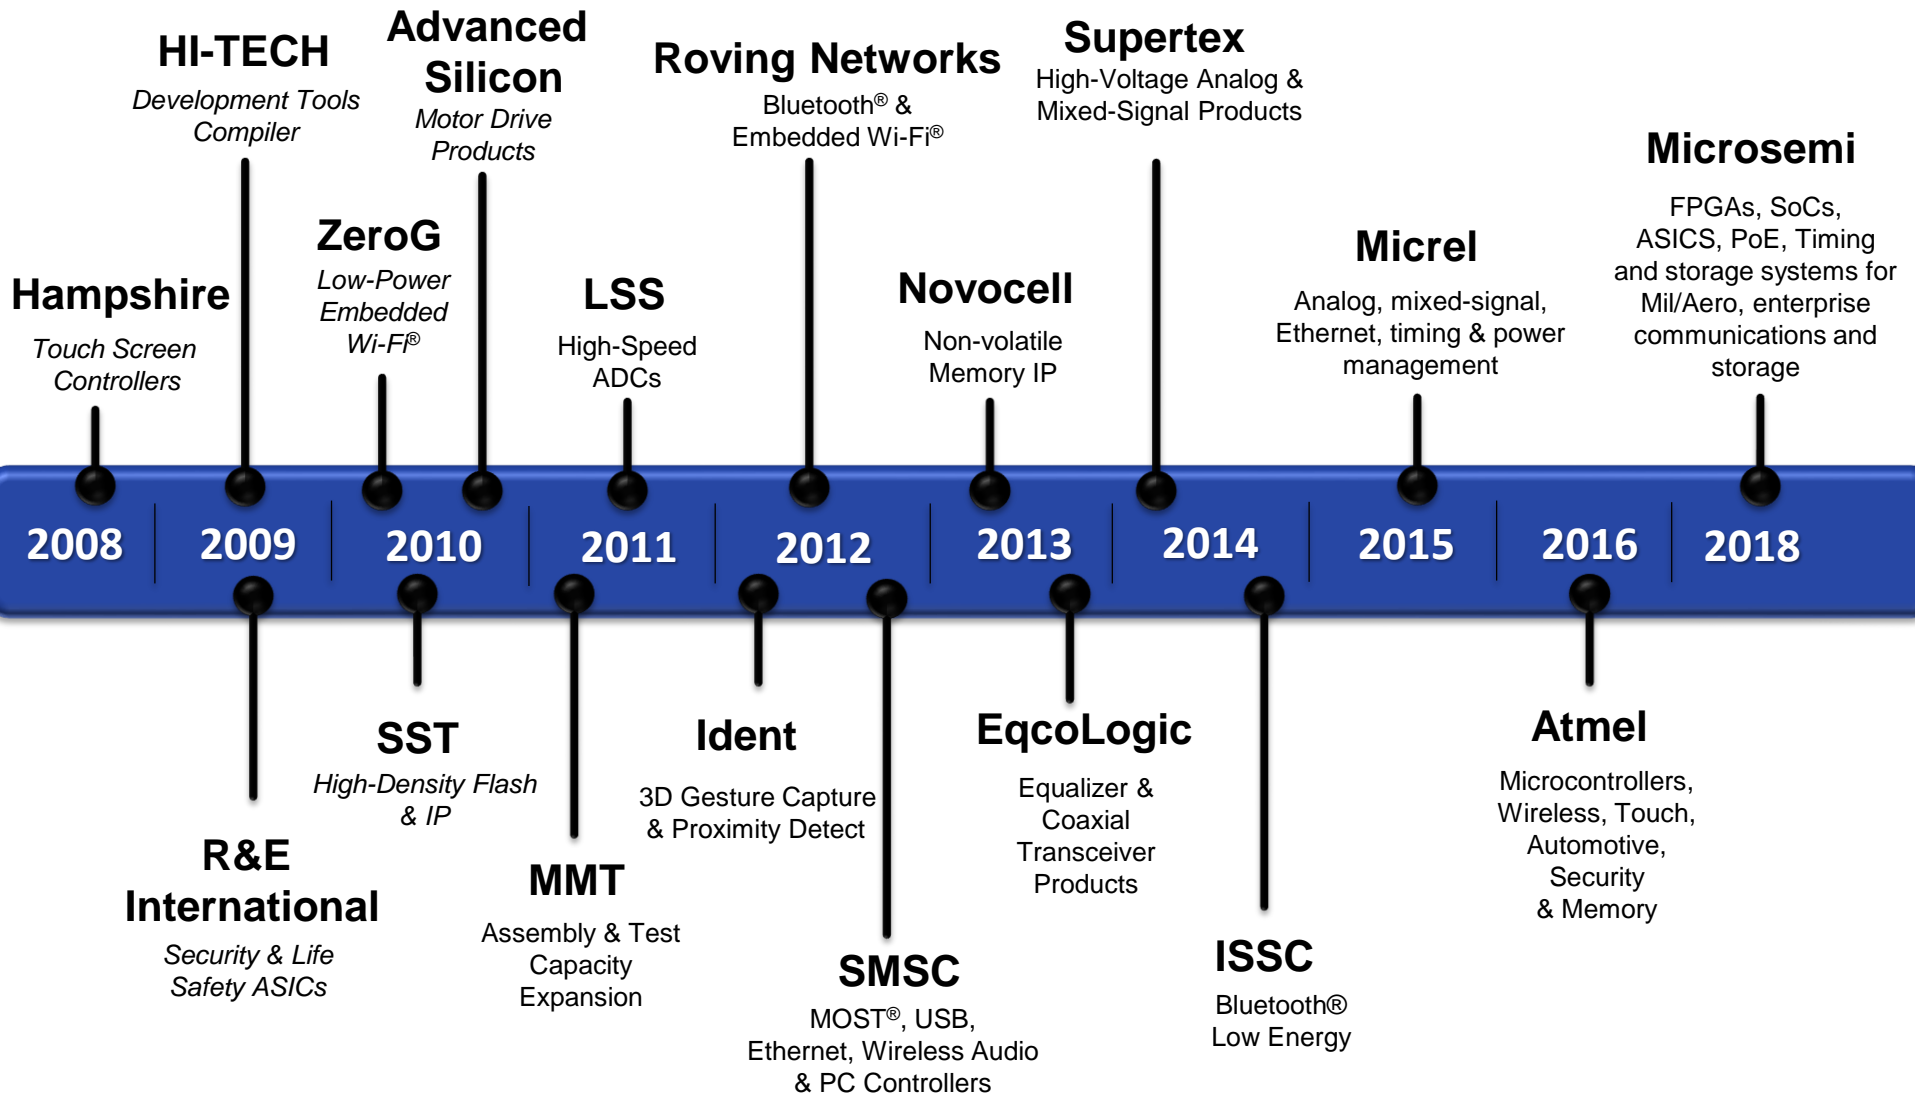 HI-TECH
Development Tools
Compiler
Advanced
Silicon
Motor Drive
Products
Roving Networks
Bluetooth® &
Embedded Wi-Fi®
Supertex
High-Voltage Analog &
Mixed-Signal Products
Microsemi
FPGAs, SoCs,
ASICS, PoE, Timing
and storage systems for
Mil/Aero, enterprise
communications and
storage
Hampshire
Touch Screen
Controllers
ZeroG
Low-Power
Embedded
Wi-Fi®
LSS
High-Speed
ADCs
Novocell
Non-volatile
Memory IP
Micrel
Analog, mixed-signal,
Ethernet, timing & power
management
2008
2009
2010
2011
2012
2013
2014
2015
2016
2018
R&E
International
Security & Life
Safety ASICs
SST
High-Density Flash
& IP
MMT
Assembly & Test
Capacity
Expansion
Ident
3D Gesture Capture
& Proximity Detect
SMSC
MOST®, USB,
Ethernet, Wireless Audio
& PC Controllers
EqcoLogic
Equalizer &
Coaxial
Transceiver
Products
ISSC
Bluetooth®
Low Energy
Atmel
Microcontrollers,
Wireless, Touch,
Automotive,
Security
& Memory